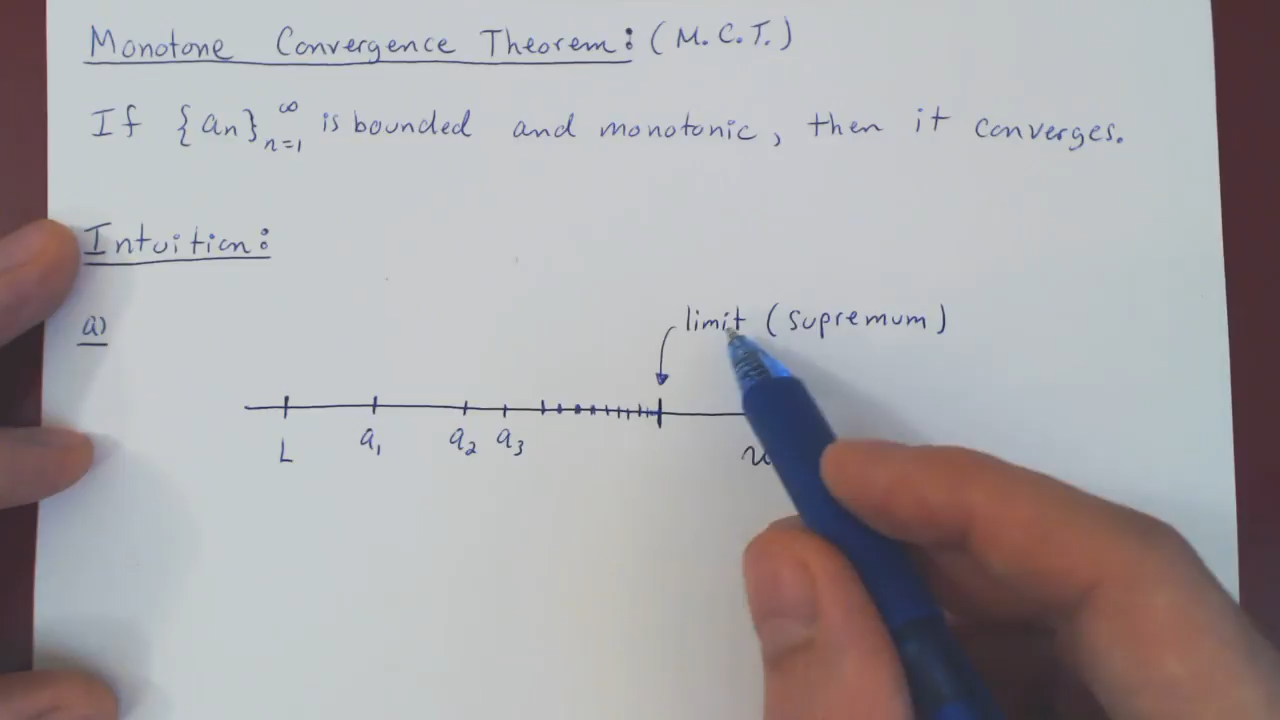 Monotone Convergence Theorem: (M.C.T.)
If {an}∞n=1 is bounded and monotonic, then it converges.
Intuition:
a)
limit (supremum)
L a1 a2 a3 u